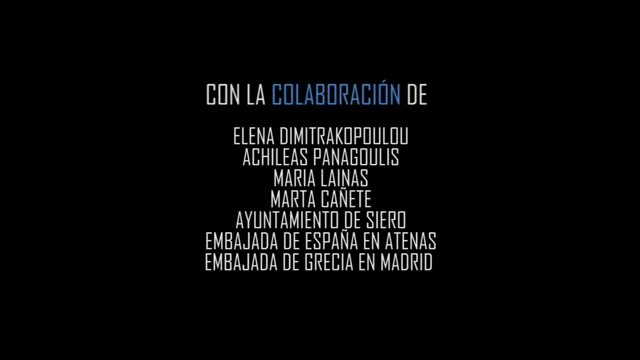 CON LA COLABORACIÓN DE
ELENA DIMITRAKOPOULOU
ACHILEAS PANAGOULIS
MARIA LAINAS
MARTA CAÑETE
AYUNTAMIENTO DE SIERO
EMBAJADA DE ESPAÑA EN ATENAS
EMBAJADA DE GRECIA EN MADRID